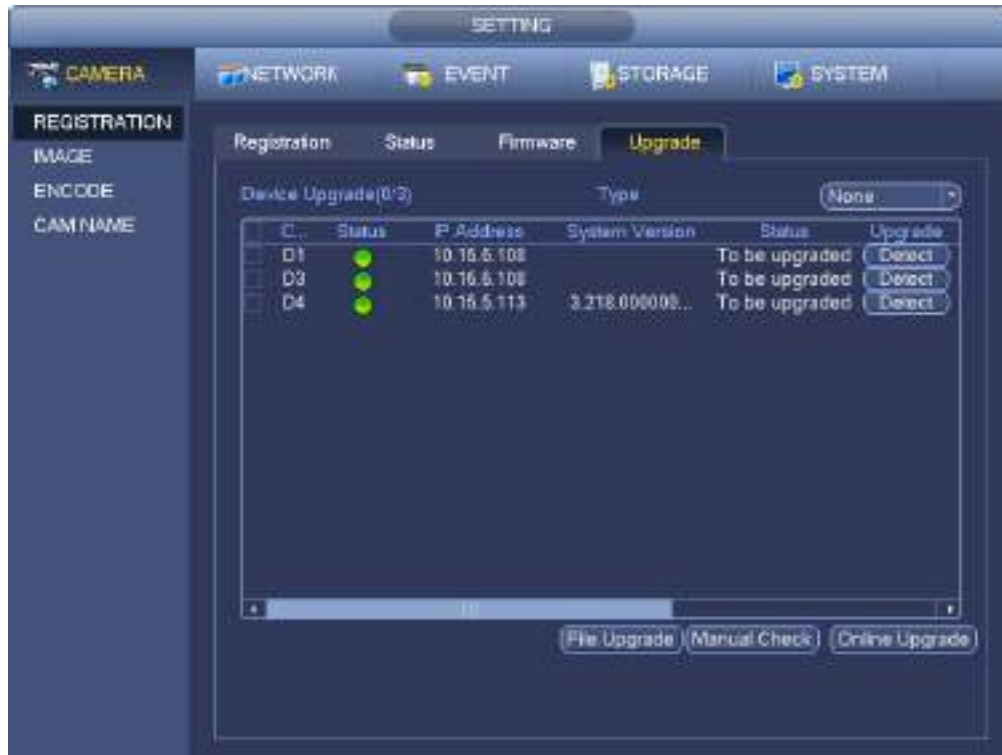 SETTING
CAMERA NETWORK EVENT STORAGE SYSTEM
REGISTRATION
IMAGE
ENCODE
CAM NAME
Registration Status Firmware Upgrade
Device Upgrade(0/3) Type None
C... Status IP Address System Version Status Upgrade
D1 10.15.6.108 To be upgraded Detect
D3 10.15.6.108 To be upgraded Detect
D4 10.15.5.113 3.218.000000... To be upgraded Detect
File Upgrade Manual Check Online Upgrade